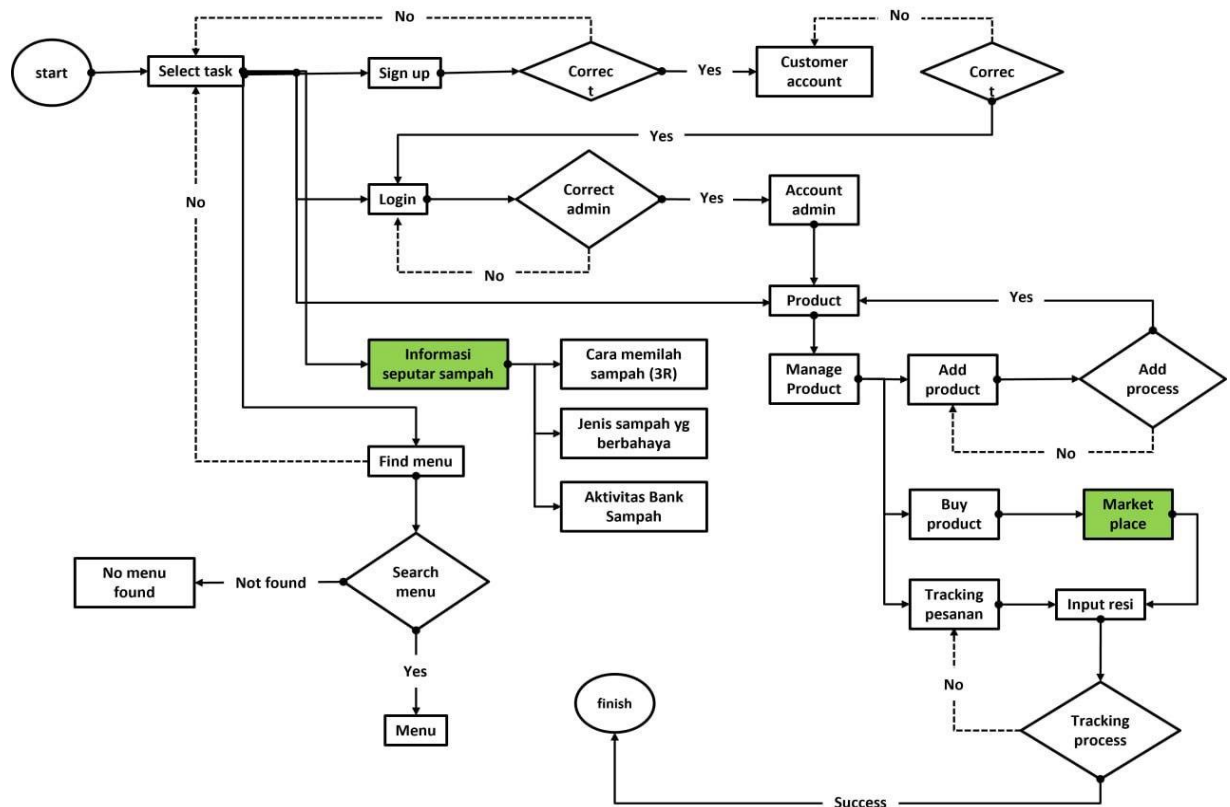 No
No
start
Select task
Sign up
Correc
t
Yes
Customer
account
Correc
t
Yes
No
Login
Correct
admin
Yes
Account
admin
No
Product
Yes
Informasi
seputar sampah
Cara memilah
sampah (3R)
Manage
Product
Add
product
Add
process
Jenis sampah yg
berbahaya
No
Find menu
Aktivitas Bank
Sampah
Buy
product
Market
place
No menu
found
Not found
Search
menu
Tracking
pesanan
Input resi
Yes
No
finish
Menu
Tracking
process
Success